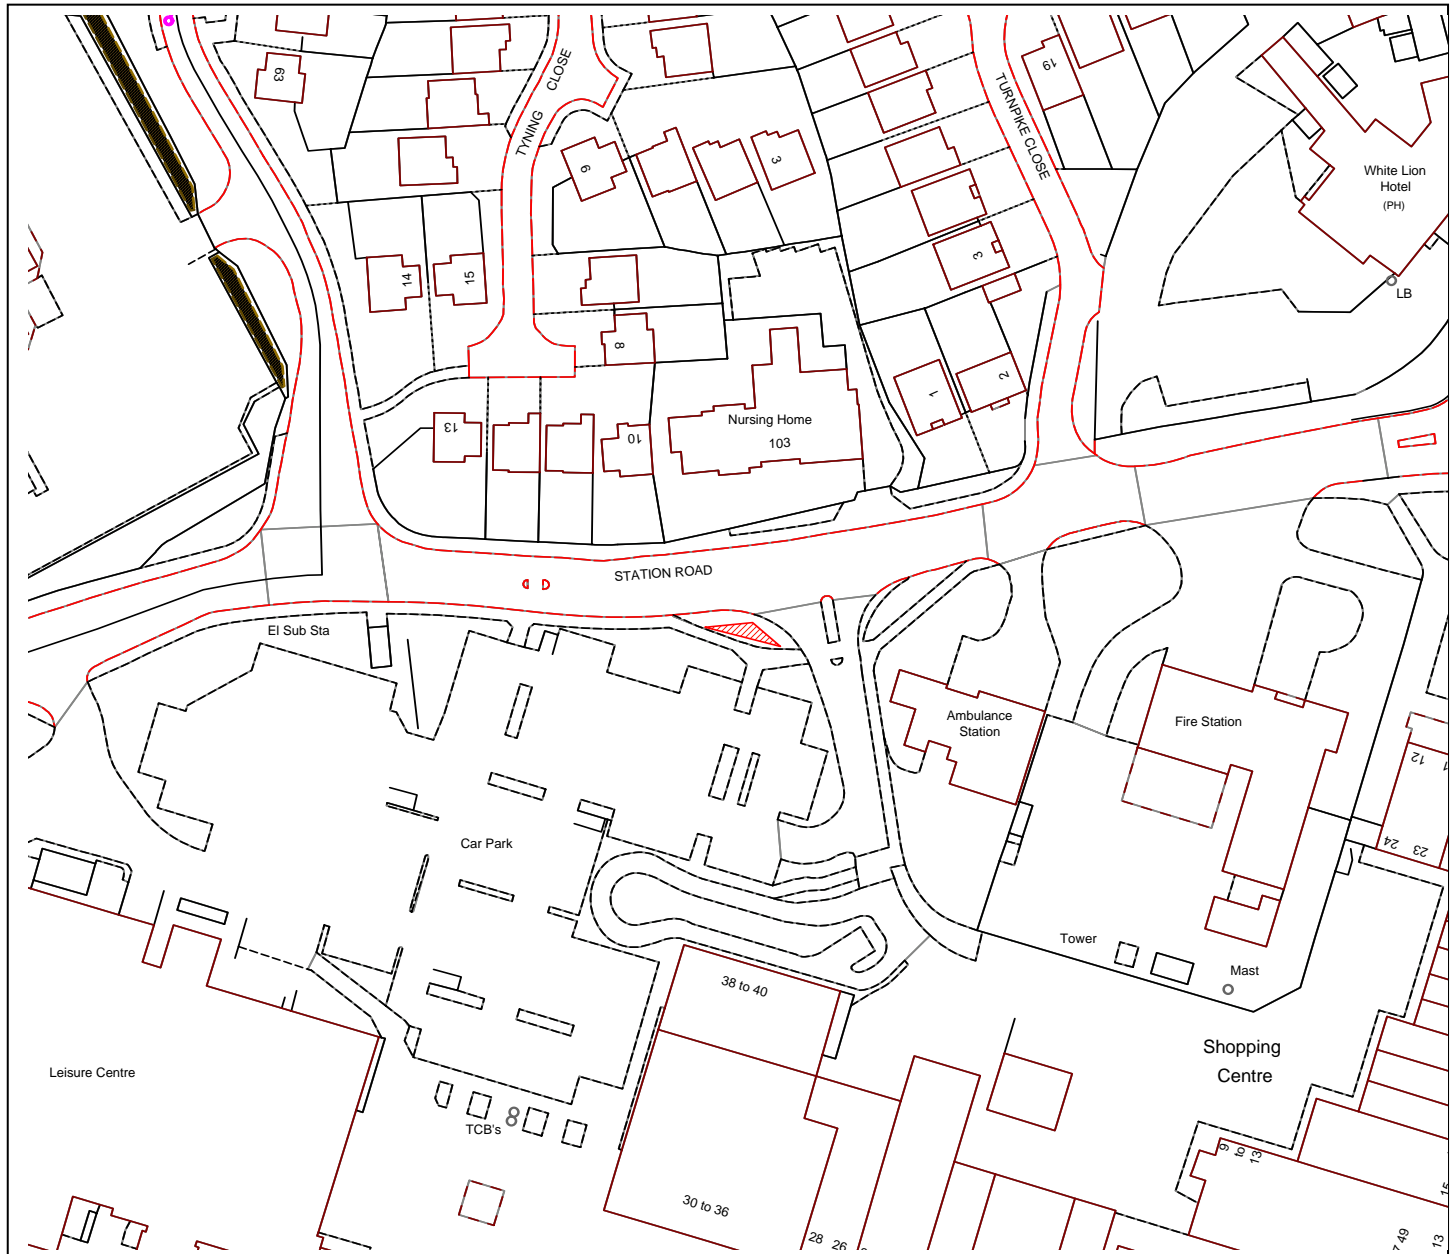 63
TYNING CLOSE
TURNPIKE CLOSE
19
White Lion
Hotel
(PH)
9
3
3
14
15
LB
8
1
2
13
10
Nursing Home
103
STATION ROAD
El Sub Sta
Ambulance
Station
Fire Station
12
24
23
Car Park
Tower
Mast
38 to 40
Shopping
Centre
Leisure Centre
TCB's
9
to
13
30 to 36
28
26
15
49
13